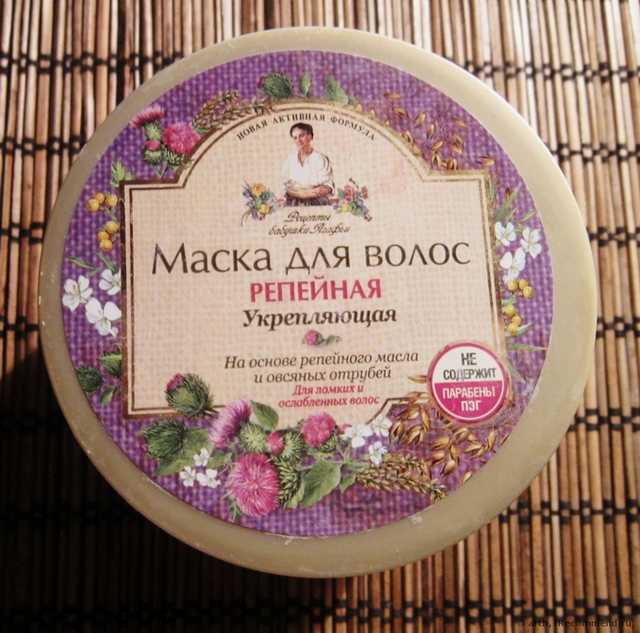 НОВАЯ АКТИВНАЯ ФОРМУЛА
Рецепты
бабушки Агафьи
Маска для волос
РЕПЕЙНАЯ
Укрепляющая
На основе репейного масла
и овсяных отрубей
Для ломких и
ослабленных волос
НЕ
СОДЕРЖИТ
ПАРАБЕНЫ
ПЭГ